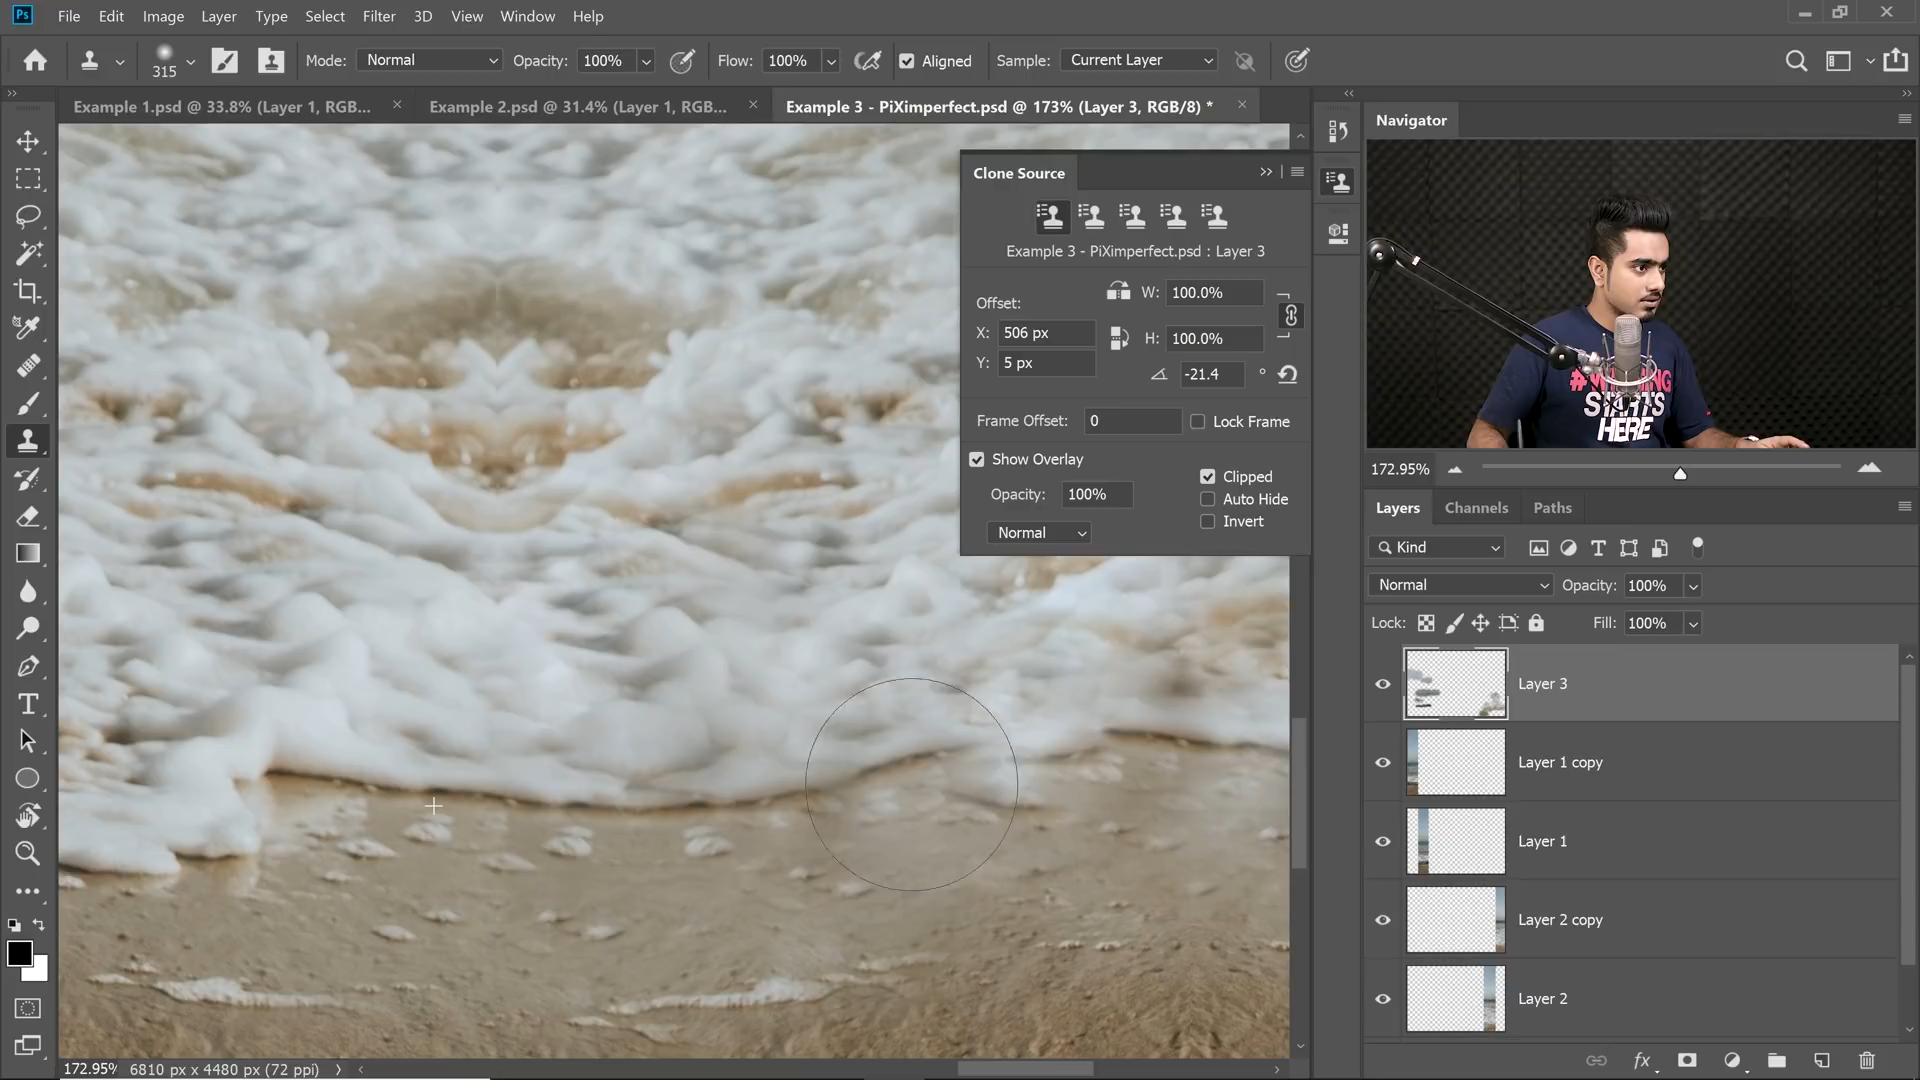 Ps File Edit Image Layer Type Select Filter 3D View Window Help
315 Mode: Normal Opacity: 100% Flow: 100% Aligned Sample: Current Layer
Example 1.psd @ 33.8% (Layer 1, RGB... Example 2.psd @ 31.4% (Layer 1, RGB... Example 3 - PiXimperfect.psd @ 173% (Layer 3, RGB/8) *
Navigator
Clone Source
Example 3 - PiXimperfect.psd : Layer 3
Offset:
W: 100.0%
X: 506 px
H: 100.0%
Y: 5 px
-21.4 °
Frame Offset: 0 Lock Frame
Show Overlay
Clipped
Opacity: 100%
Auto Hide
Invert
Normal
STARTS
HERE
172.95%
Layers Channels Paths
Kind
Normal Opacity: 100%
Lock: Fill: 100%
Layer 3
Layer 1 copy
Layer 1
Layer 2 copy
Layer 2
T
fx
172.95% 6810 px x 4480 px (72 ppi)